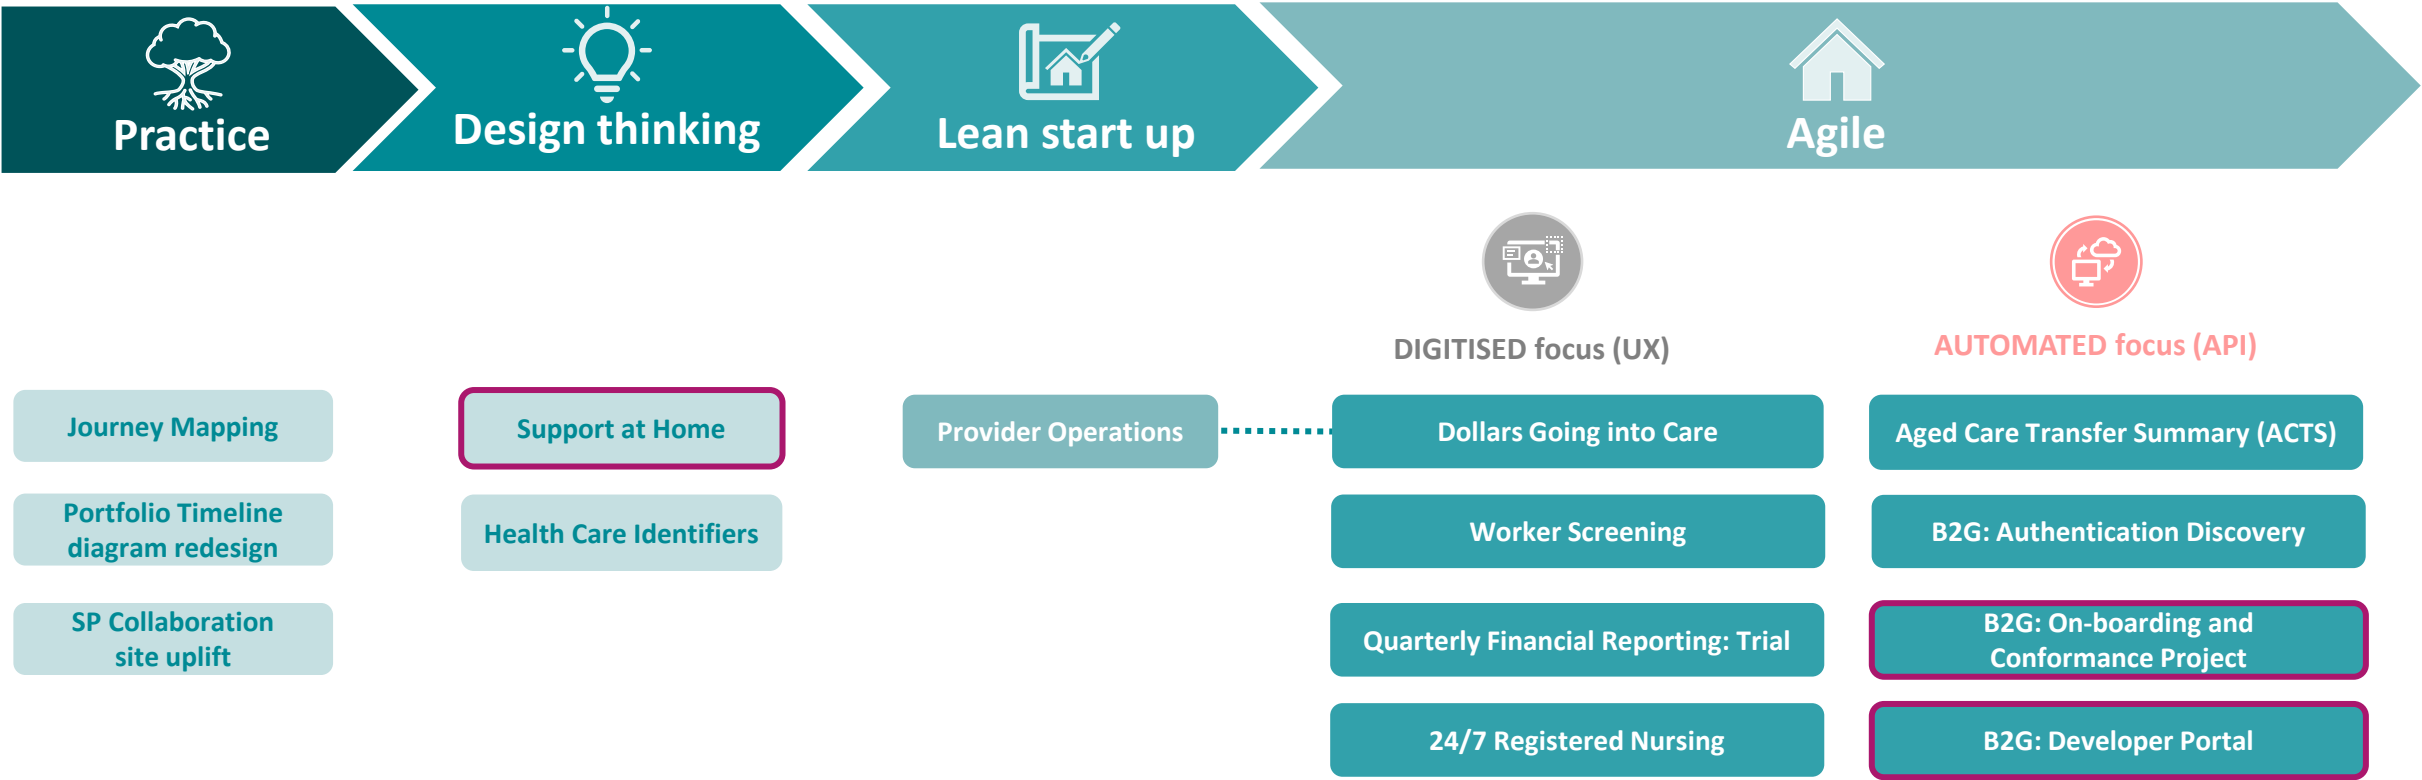 Practice
Design thinking
Lean start up
Agile
DIGITISED focus (UX)
AUTOMATED focus (API)
Journey Mapping
Support at Home
Provider Operations
Dollars Going into Care
Aged Care Transfer Summary (ACTS)
Portfolio Timeline
diagram redesign
Health Care Identifiers
Worker Screening
B2G: Authentication Discovery
SP Collaboration
site uplift
Quarterly Financial Reporting: Trial
B2G: On-boarding and
Conformance Project
24/7 Registered Nursing
B2G: Developer Portal